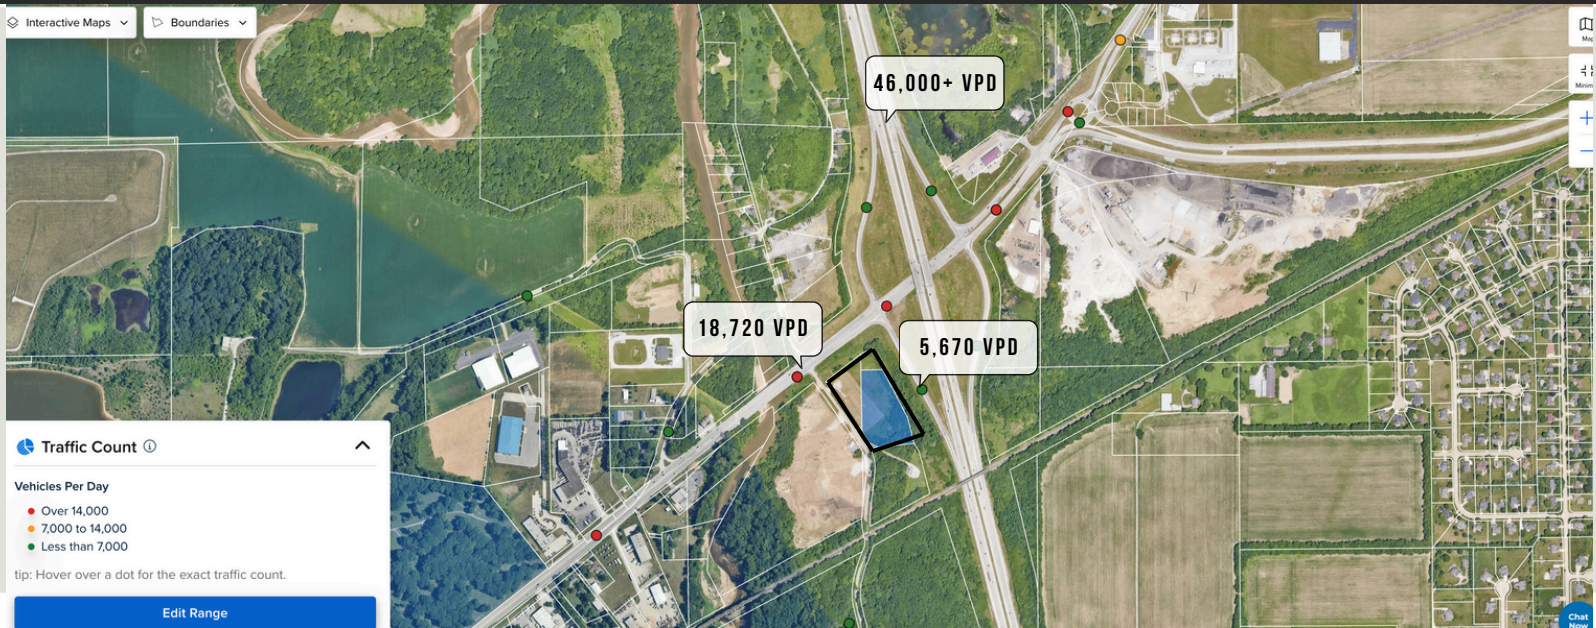 Interactive Maps
Boundaries
46,000+ VPD
18,720 VPD
5,670 VPD
Traffic Count
Vehicles Per Day
Over 14,000
7,000 to 14,000
Less than 7,000
tip: Hover over a dot for the exact traffic count.
Edit Range
Chat
Now